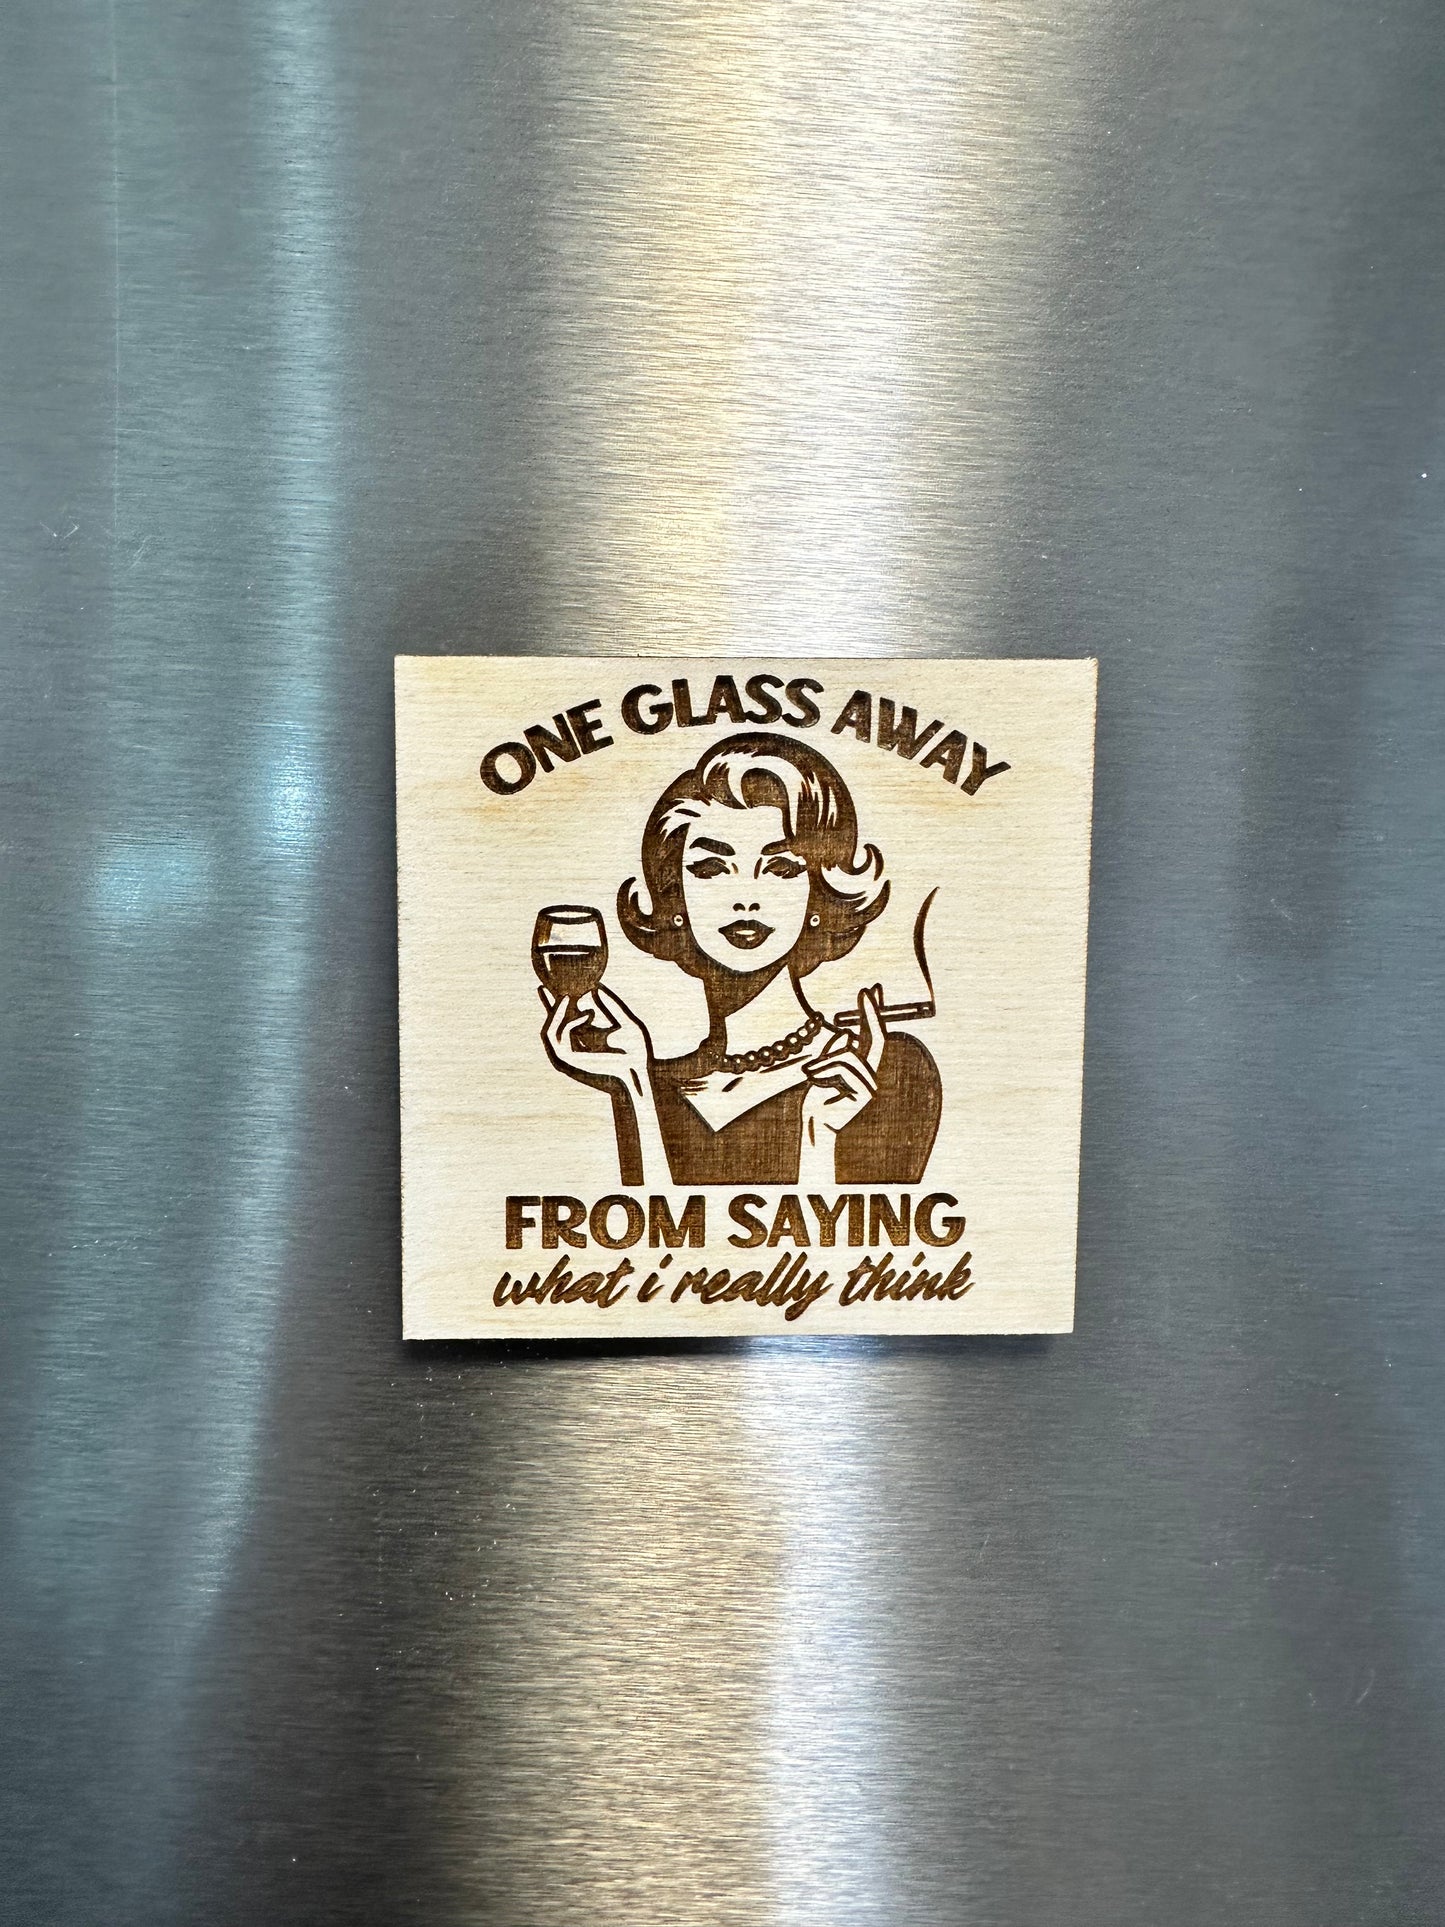 ONE GLASS AWAY
FROM SAYING
what i really think